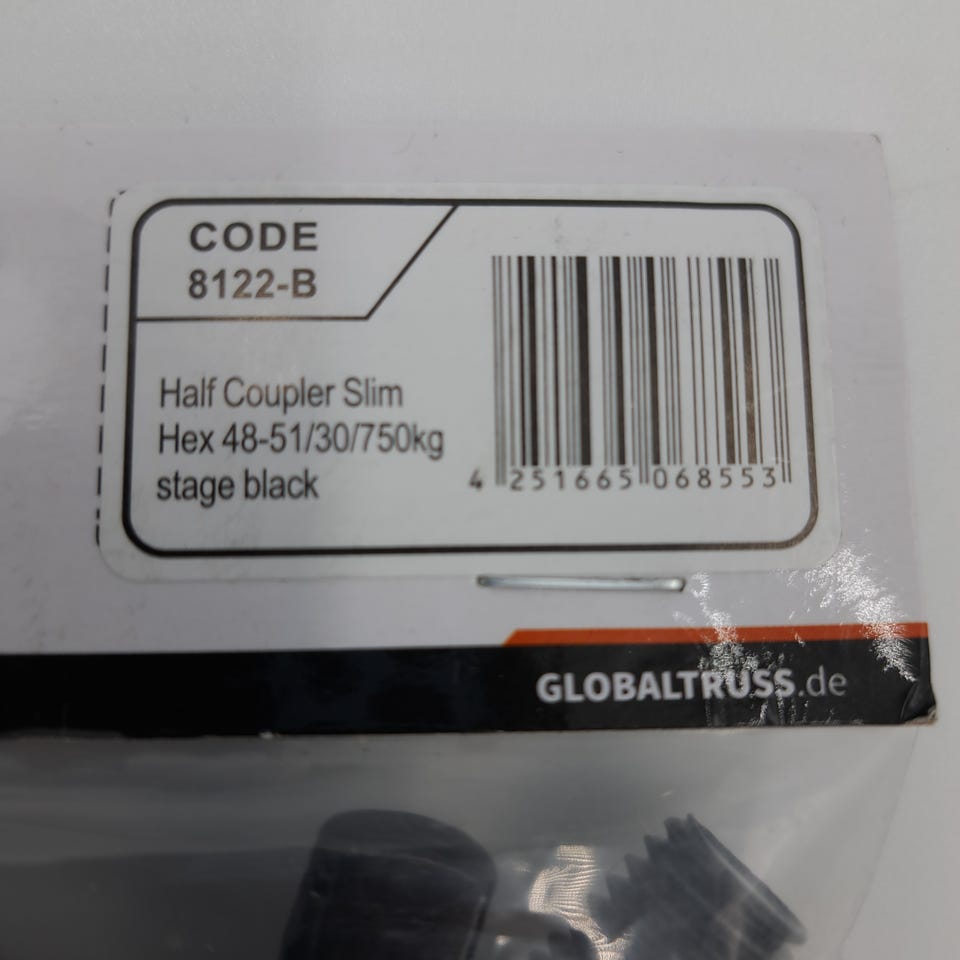 CODE
8122-B
Half Coupler Slim
Hex 48-51/30/750kg
stage black
4 251665 068553
GLOBALTRUSS.de